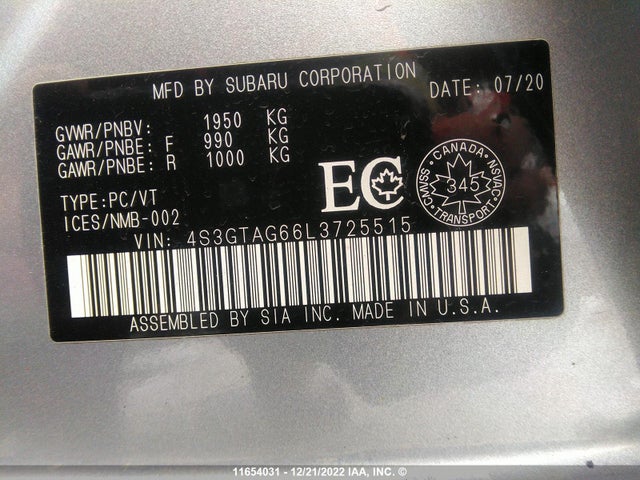 MFD BY SUBARU CORPORATION
DATE: 07/20
GVWR/PNBV: 1950 KG
GAWR/PNBE: F 990 KG
GAWR/PNBE: R 1000 KG
TYPE:PC/VT
ICES/NMB-002
EC
CANADA
CMVSS NSVAC
345
TRANSPORT
VIN: 4S3GTAG66L3725515
ASSEMBLED BY SIA INC. MADE IN U.S.A.
11654031 - 12/21/2022 IAA, INC. ©